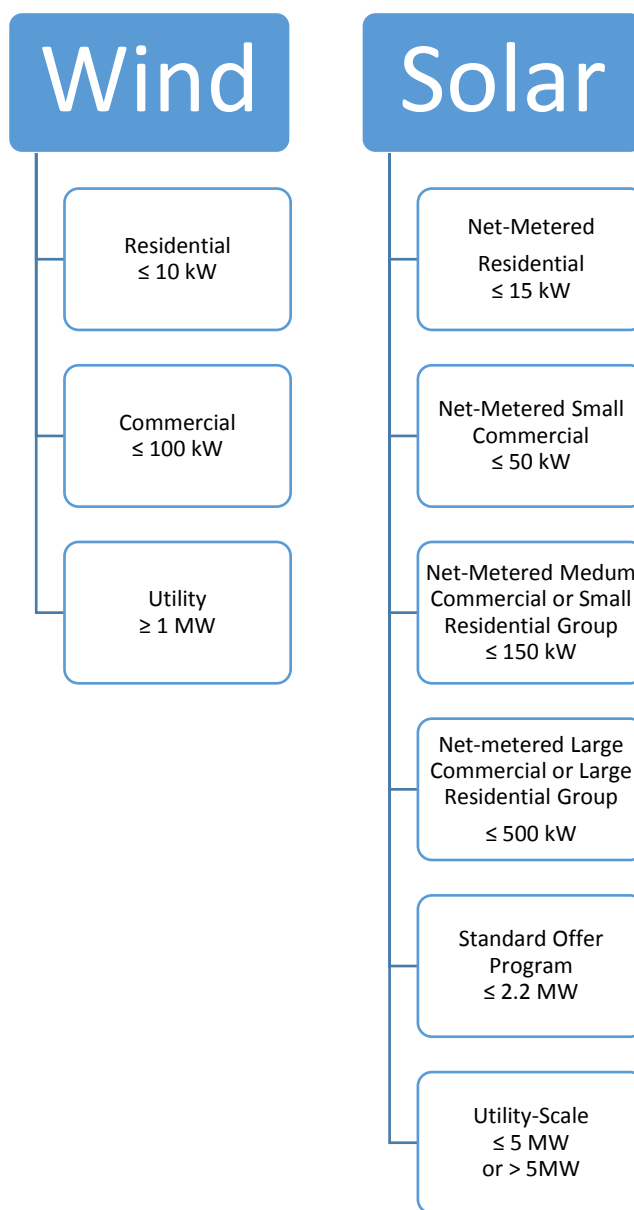 Wind
Residential
≤ 10 kW
Commercial
≤ 100 kW
Utility
≥ 1 MW
Solar
Net-Metered
Residential
≤ 15 kW
Net-Metered Small
Commercial
≤ 50 kW
Net-Metered Medum
Commercial or Small
Residential Group
≤ 150 kW
Net-metered Large
Commercial or Large
Residential Group
≤ 500 kW
Standard Offer
Program
≤ 2.2 MW
Utility-Scale
≤ 5 MW
or > 5MW